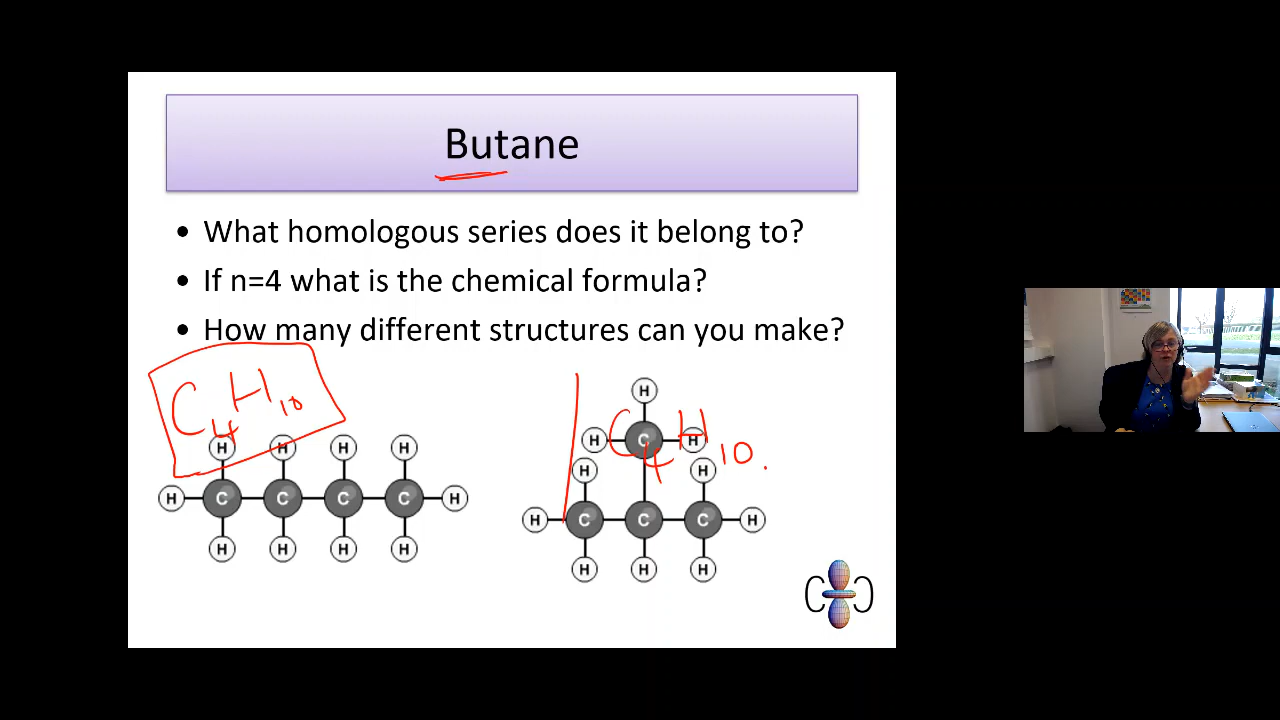 Butane
• What homologous series does it belong to?
• If n=4 what is the chemical formula?
• How many different structures can you make?
C4H10
H H H H
H C C C C H
H H H H
H
H C H
C4H10.
H H
H C C C H
H H H